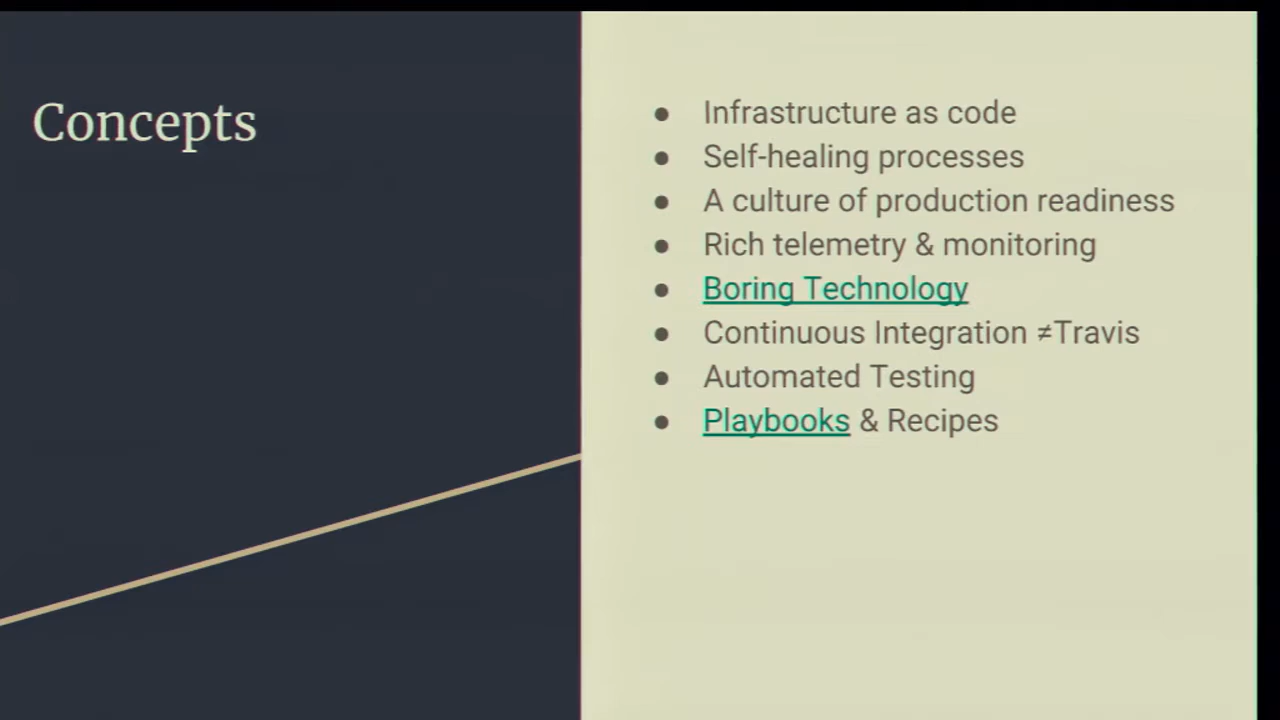 Concepts
● Infrastructure as code
● Self-healing processes
● A culture of production readiness
● Rich telemetry & monitoring
● Boring Technology
● Continuous Integration ≠Travis
● Automated Testing
● Playbooks & Recipes